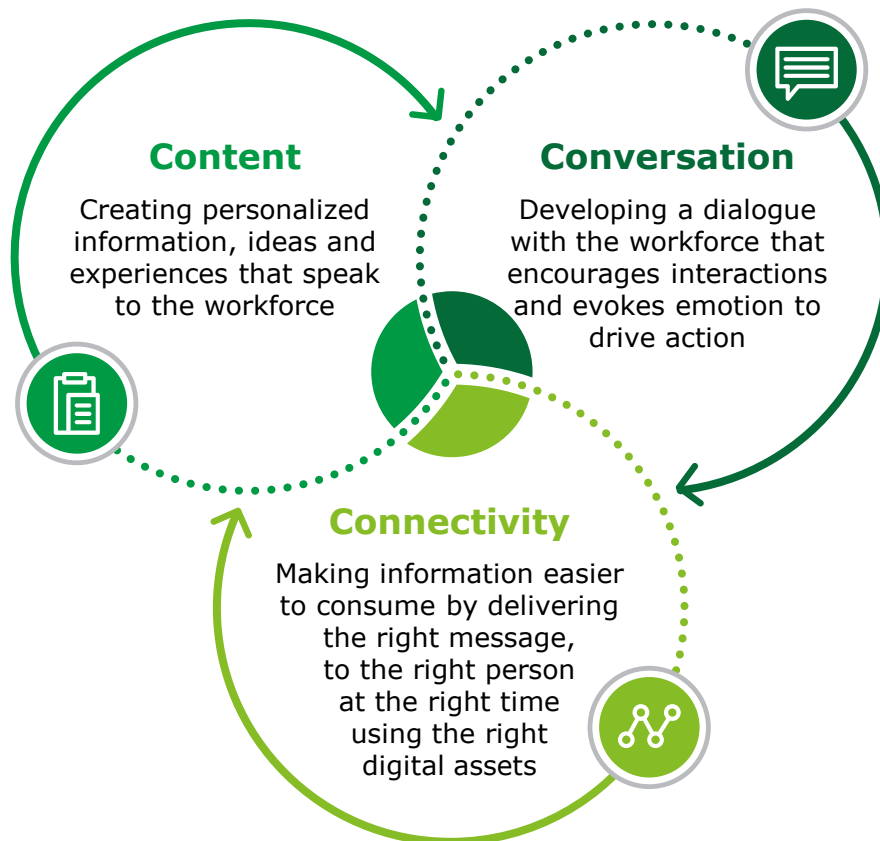 Content
Creating personalized
information, ideas and
experiences that speak
to the workforce
Conversation
Developing a dialogue
with the workforce that
encourages interactions
and evokes emotion to
drive action
Connectivity
Making information easier
to consume by delivering
the right message,
to the right person
at the right time
using the right
digital assets